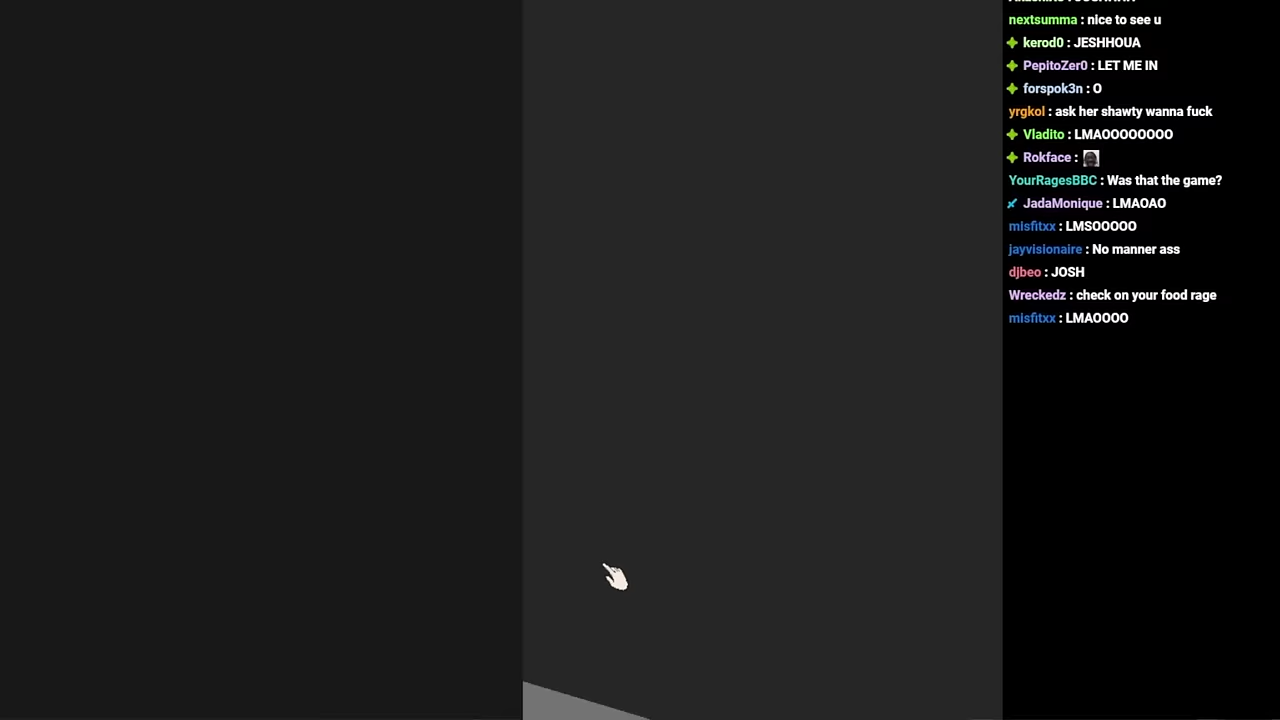 nextsumma : nice to see u
kerod0 : JESHHOUA
PepitoZer0 : LET ME IN
forspok3n : O
yrgkol : ask her shawty wanna fuck
Vladito : LMAOOOOOOOO
Rokface :
YourRagesBBC : Was that the game?
JadaMonique : LMAOAO
misfitxx : LMSOOOOO
jayvisionaire : No manner ass
djbeo : JOSH
Wreckedz : check on your food rage
misfitxx : LMAOOOO